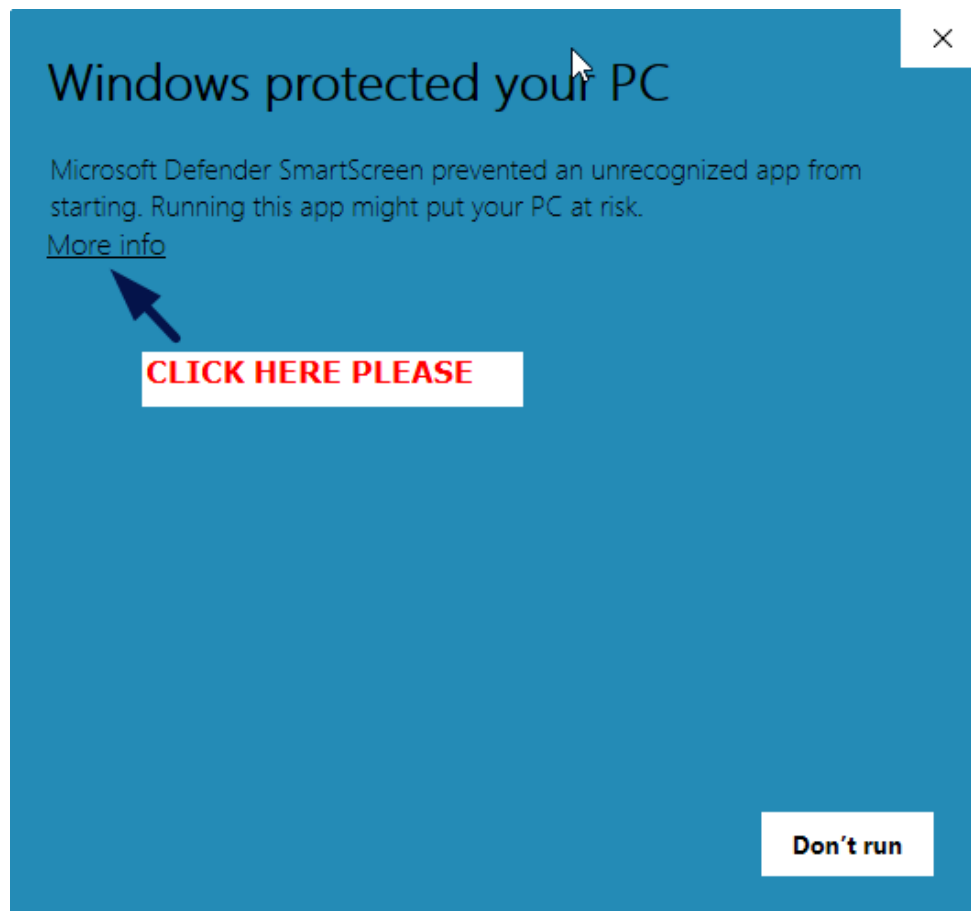 Windows protected your PC
Microsoft Defender SmartScreen prevented an unrecognized app from
starting. Running this app might put your PC at risk.
More info
CLICK HERE PLEASE
Don’t run